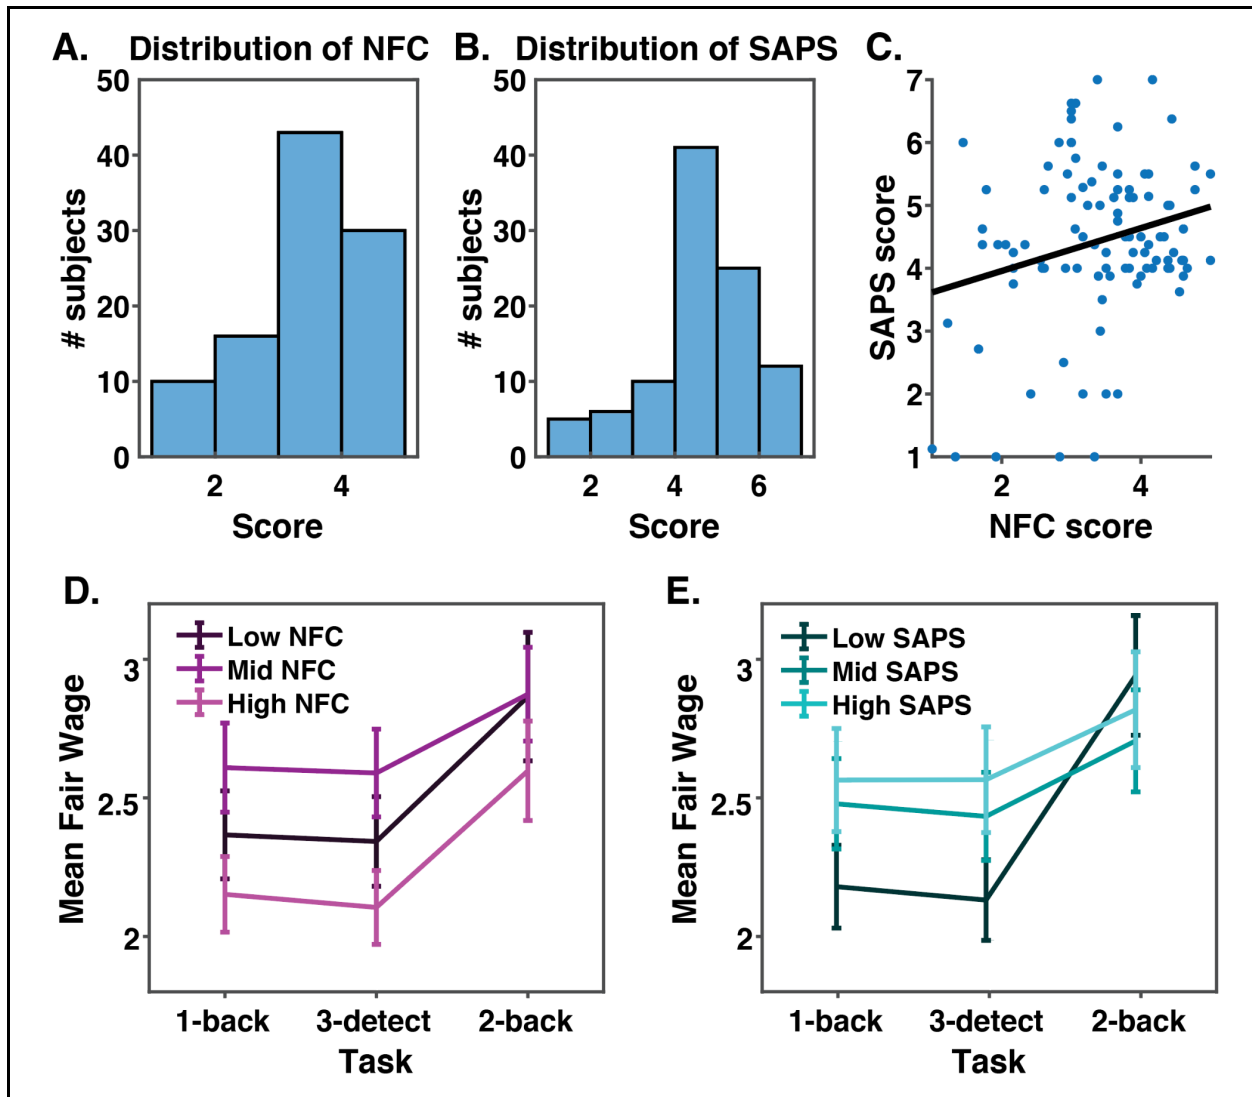 A. Distribution of NFC
50
40
30
20
10
0
# subjects
2 4
Score
B. Distribution of SAPS
50
40
30
20
10
0
# subjects
2 4 6
Score
C.
7
6
5
4
3
2
1
SAPS score
2 4
NFC score
D.
Low NFC
Mid NFC
High NFC
3
2.5
2
Mean Fair Wage
1-back 3-detect 2-back
Task
E.
Low SAPS
Mid SAPS
High SAPS
3
2.5
2
Mean Fair Wage
1-back 3-detect 2-back
Task